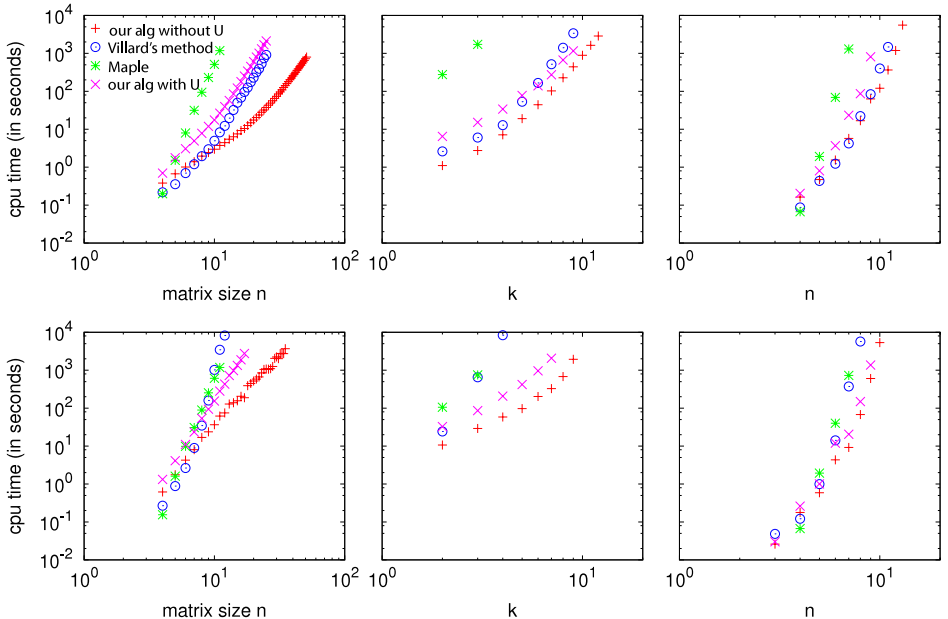 cpu time (in seconds)
10^4
10^3
10^2
10^1
10^0
10^-1
10^-2
our alg without U
Villard's method
Maple
our alg with U
10^0
10^1
10^2
matrix size n
10^0
10^1
k
10^0
10^1
n
cpu time (in seconds)
10^4
10^3
10^2
10^1
10^0
10^-1
10^-2
10^0
10^1
10^2
matrix size n
10^0
10^1
k
10^0
10^1
n